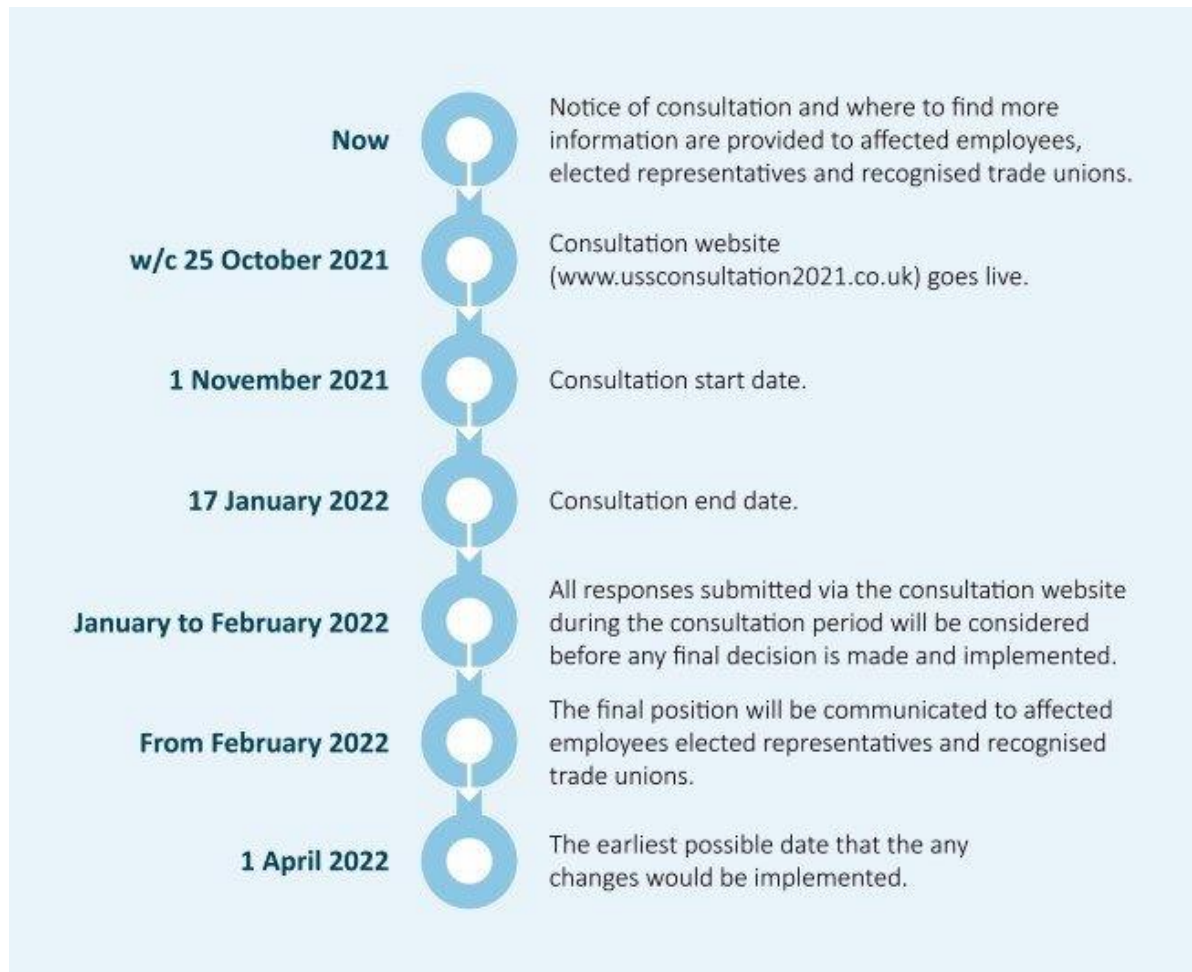 Now
Notice of consultation and where to find more
information are provided to affected employees,
elected representatives and recognised trade unions.
w/c 25 October 2021
Consultation website
(www.ussconsultation2021.co.uk) goes live.
1 November 2021
Consultation start date.
17 January 2022
Consultation end date.
January to February 2022
All responses submitted via the consultation website
during the consultation period will be considered
before any final decision is made and implemented.
From February 2022
The final position will be communicated to affected
employees elected representatives and recognised
trade unions.
1 April 2022
The earliest possible date that the any
changes would be implemented.